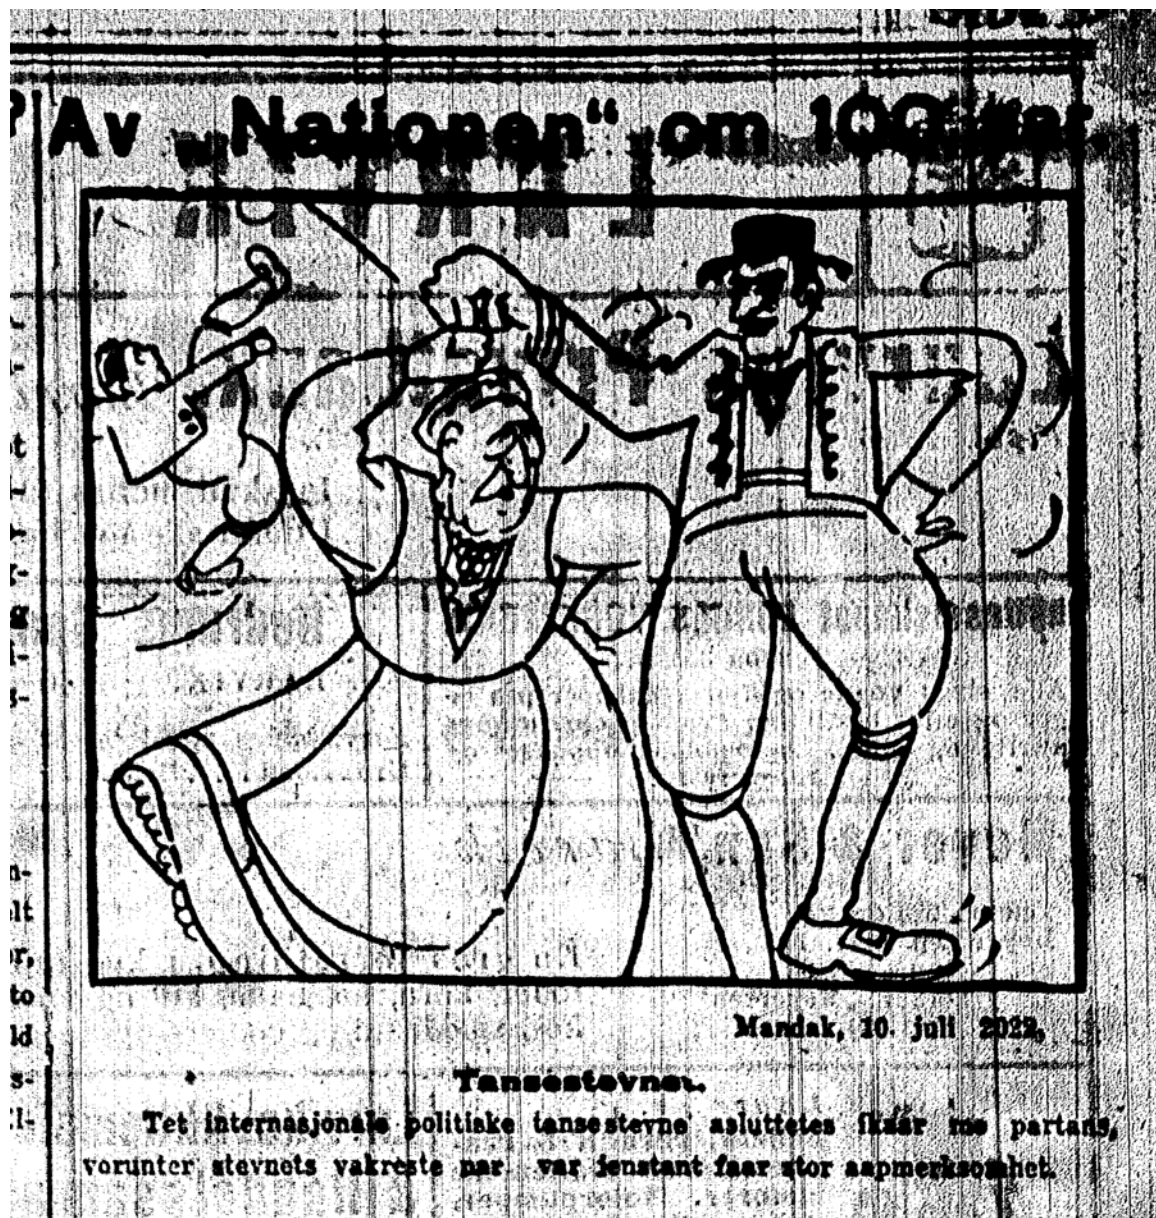 Av „Nationen“ om 100 aar.
Mandak, 10. juli 2022,
Tansestevnet.
Tet internasjonale politiske tansestevne asluttetes ikaar me partans,
vorunter stevnets vakreste par var jenstant faar stor aapmerksomhet.